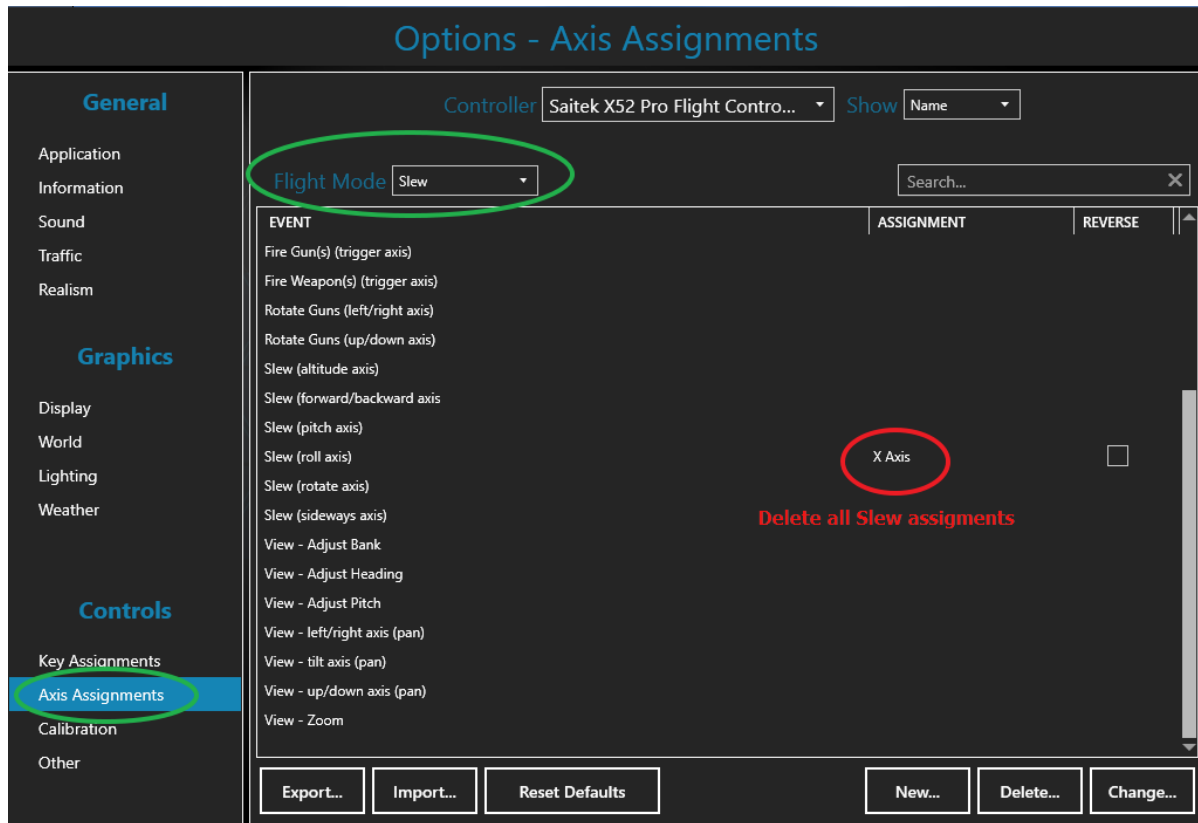 Options - Axis Assignments
General
Application
Information
Sound
Traffic
Realism
Graphics
Display
World
Lighting
Weather
Controls
Key Assignments
Axis Assignments
Calibration
Other
Controller Saitek X52 Pro Flight Contro... Show Name
Flight Mode Slew Search...
EVENT ASSIGNMENT REVERSE
Fire Gun(s) (trigger axis)
Fire Weapon(s) (trigger axis)
Rotate Guns (left/right axis)
Rotate Guns (up/down axis)
Slew (altitude axis)
Slew (forward/backward axis
Slew (pitch axis)
Slew (roll axis) X Axis
Slew (rotate axis)
Slew (sideways axis) Delete all Slew assigments
View - Adjust Bank
View - Adjust Heading
View - Adjust Pitch
View - left/right axis (pan)
View - tilt axis (pan)
View - up/down axis (pan)
View - Zoom
Export... Import... Reset Defaults New... Delete... Change...